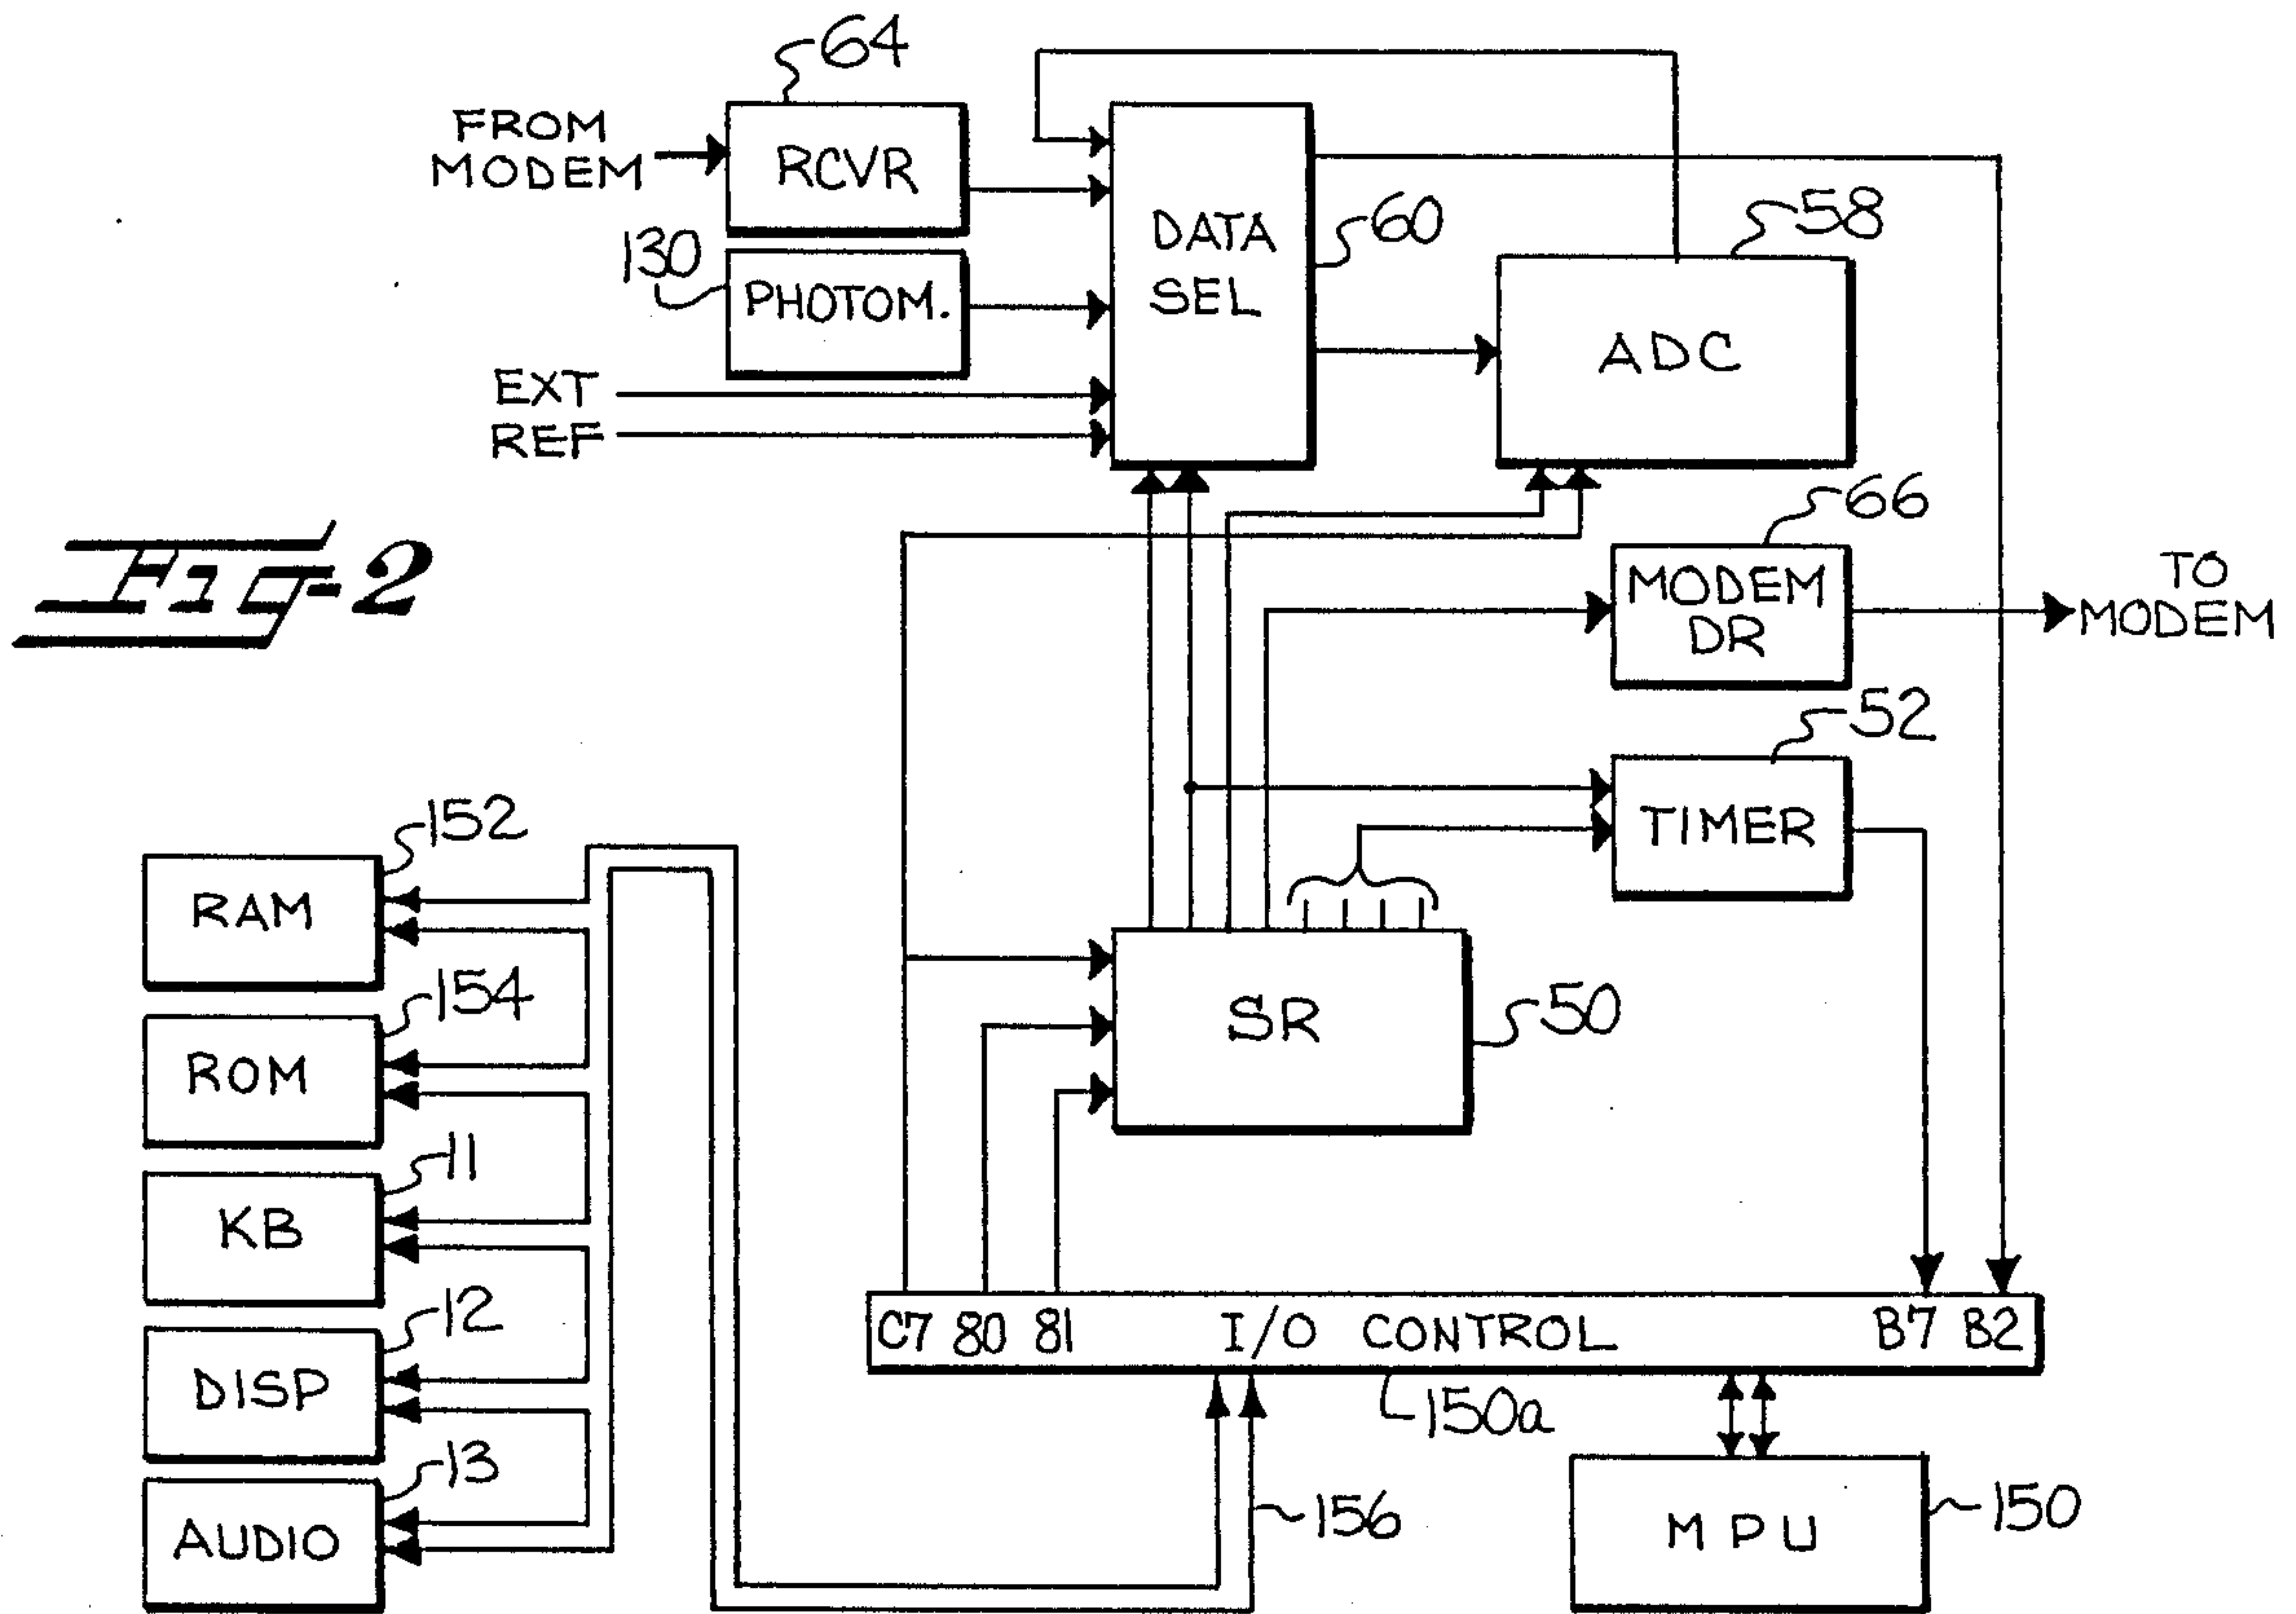 64
FROM
MODEM
RCVR
130
PHOTOM.
EXT
REF
DATA
SEL
60
58
ADC
66
MODEM
DR
TO
MODEM
Fig-2
52
TIMER
152
RAM
154
ROM
11
KB
12
DISP
13
AUDIO
SR
50
C7 80 81 I/O CONTROL B7 B2
150a
156
MPU
150